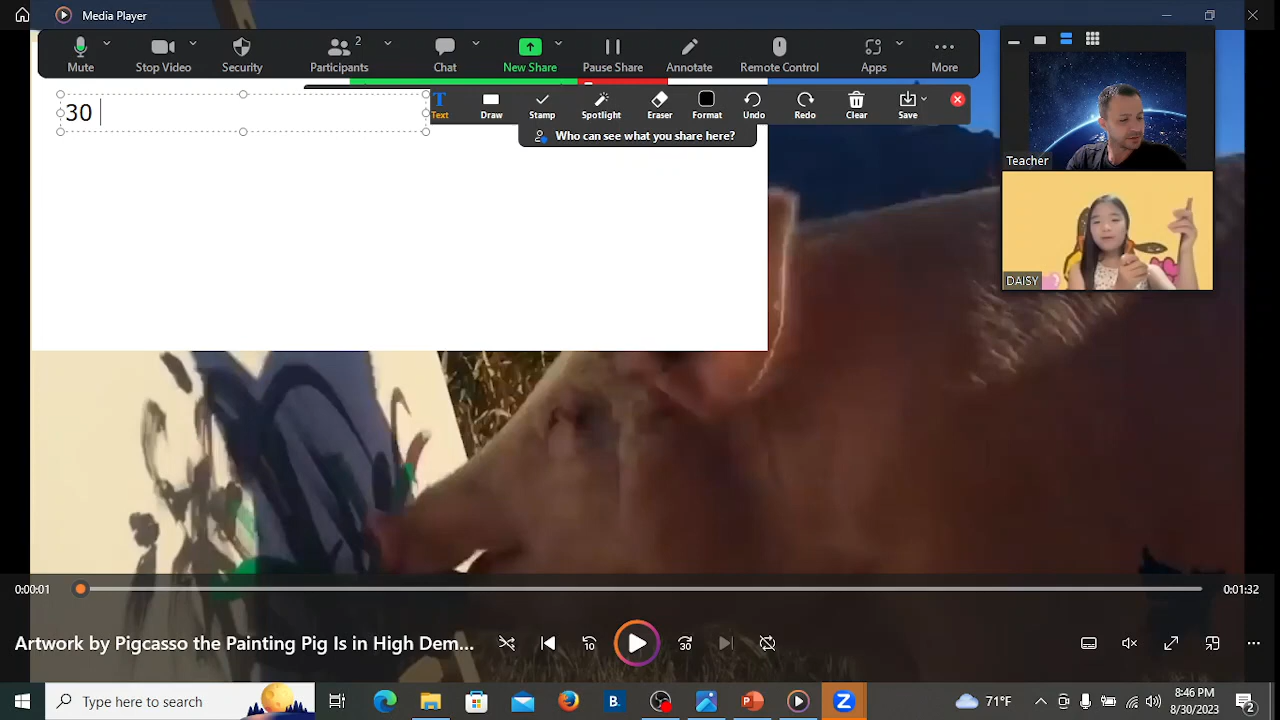 Media Player
Mute
Stop Video
Security
2
Participants
Chat
New Share
Pause Share
Annotate
Remote Control
Apps
More
30
Text
Draw
Stamp
Spotlight
Eraser
Format
Undo
Redo
Clear
Save
Who can see what you share here?
Teacher
DAISY
0:00:01
0:01:32
Artwork by Pigcasso the Painting Pig Is in High Dem...
10
30
Type here to search
71°F
8:46 PM
8/30/2023
2